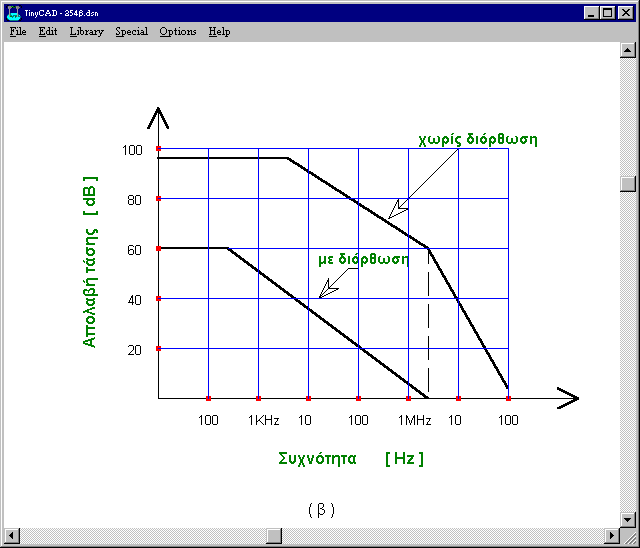 TinyCAD - 2546.dsn
File Edit Library Special Options Help
χωρίς διόρθωση
100
80
60
40
20
με διόρθωση
Απολαβή τάσης [ dB ]
100 1KHz 10 100 1MHz 10 100
Συχνότητα [ Hz ]
( β )